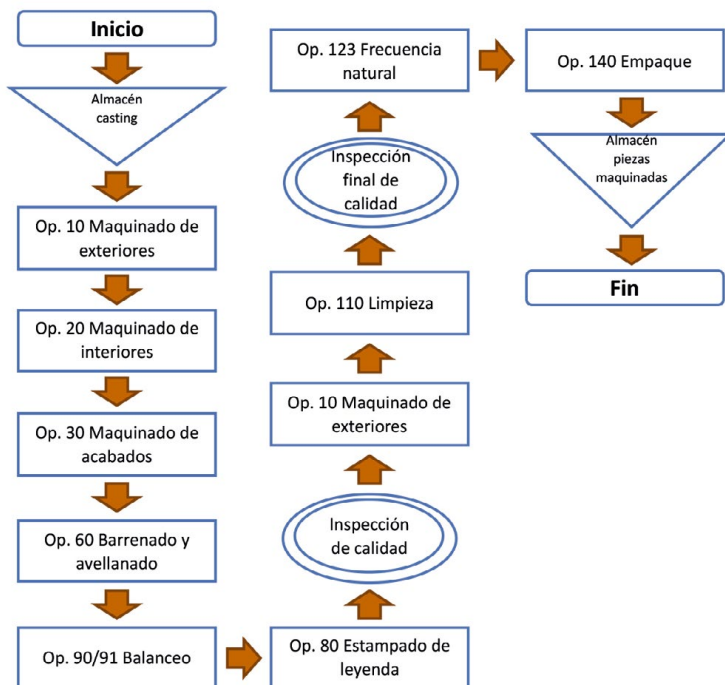 Inicio
Almacén
casting
Op. 10 Maquinado de
exteriores
Op. 20 Maquinado de
interiores
Op. 30 Maquinado de
acabados
Op. 60 Barrenado y
avellanado
Op. 90/91 Balanceo
Op. 80 Estampado de
leyenda
Inspección
de calidad
Op. 10 Maquinado de
exteriores
Op. 110 Limpieza
Inspección
final de
calidad
Op. 123 Frecuencia
natural
Op. 140 Empaque
Almacén
piezas
maquinadas
Fin